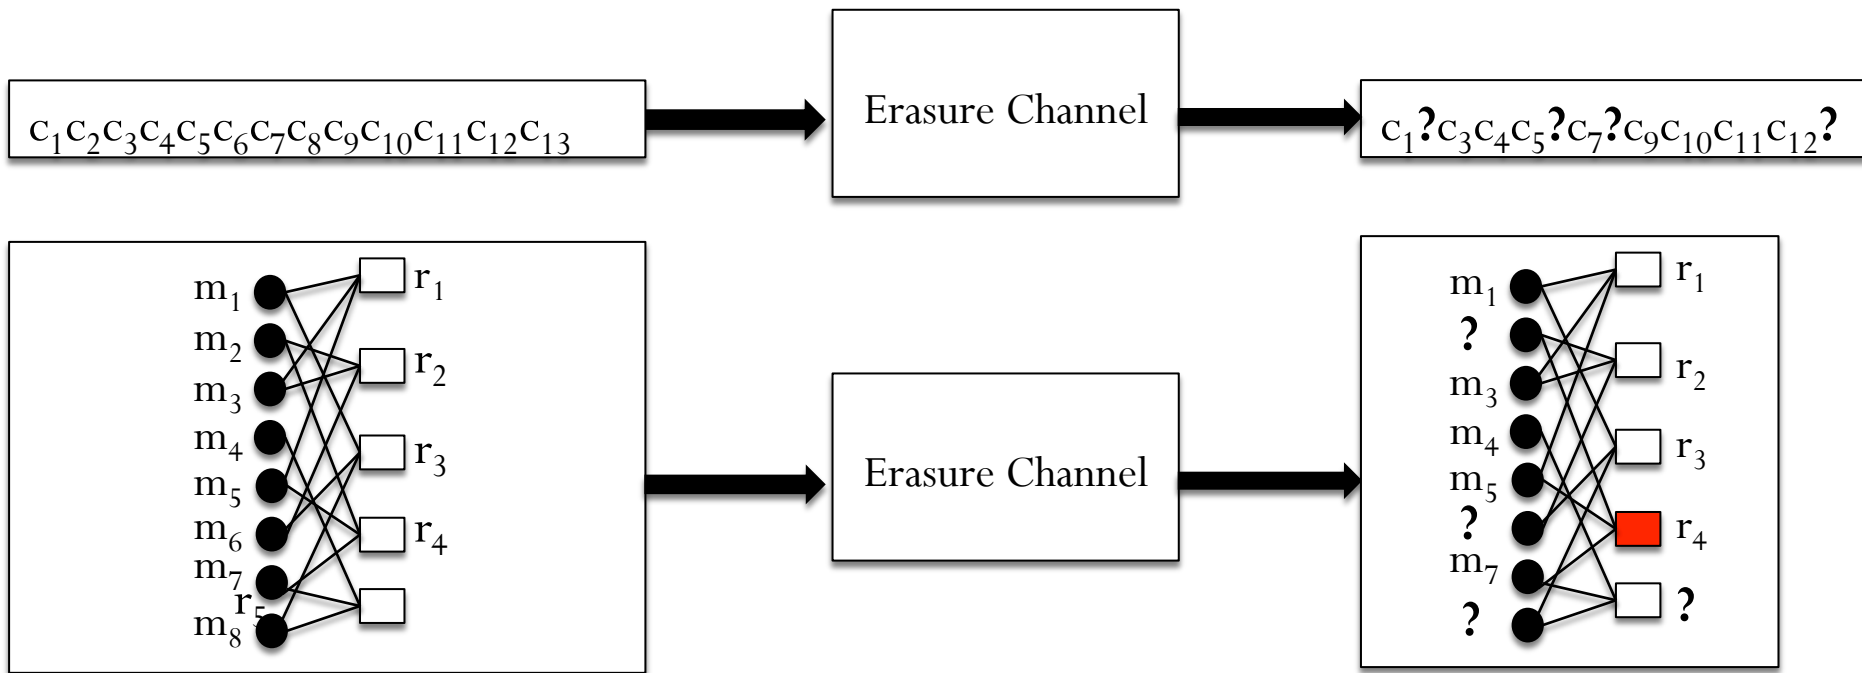 c₁c₂c₃c₄c₅c₆c₇c₈c₉c₁₀c₁₁c₁₂c₁₃
Erasure Channel
c₁?c₃c₄c₅?c₇?c₉c₁₀c₁₁c₁₂?
m₁
r₁
m₂
r₂
m₃
m₄
r₃
m₅
m₆
r₄
m₇
r₅
m₈
Erasure Channel
m₁
r₁
?
r₂
m₃
m₄
r₃
m₅
?
r₄
m₇
?
?